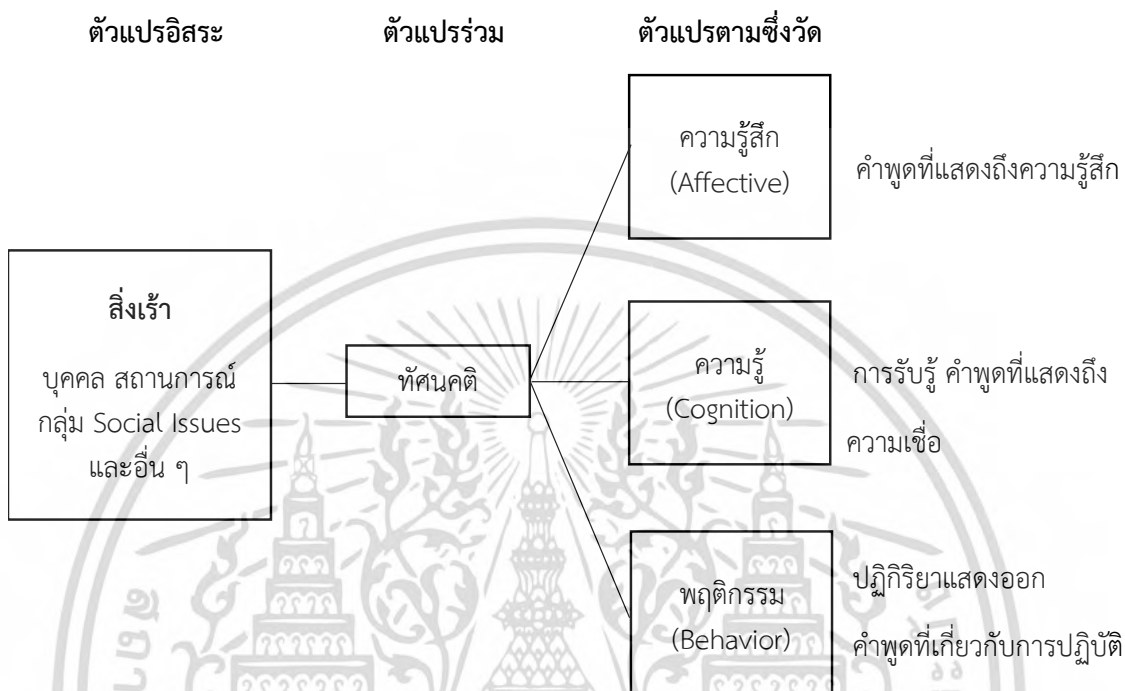 ตัวแปรอิสระ
ตัวแปรร่วม
ตัวแปรตามซึ่งวัด
ความรู้สึก
(Affective)
คำพูดที่แสดงถึงความรู้สึก
สิ่งเร้า
บุคคล สถานการณ์
กลุ่ม Social Issues
และอื่น ๆ
ทัศนคติ
ความรู้
(Cognition)
การรับรู้ คำพูดที่แสดงถึง
ความเชื่อ
พฤติกรรม
(Behavior)
ปฏิกิริยาแสดงออก
คำพูดที่เกี่ยวกับการปฏิบัติ